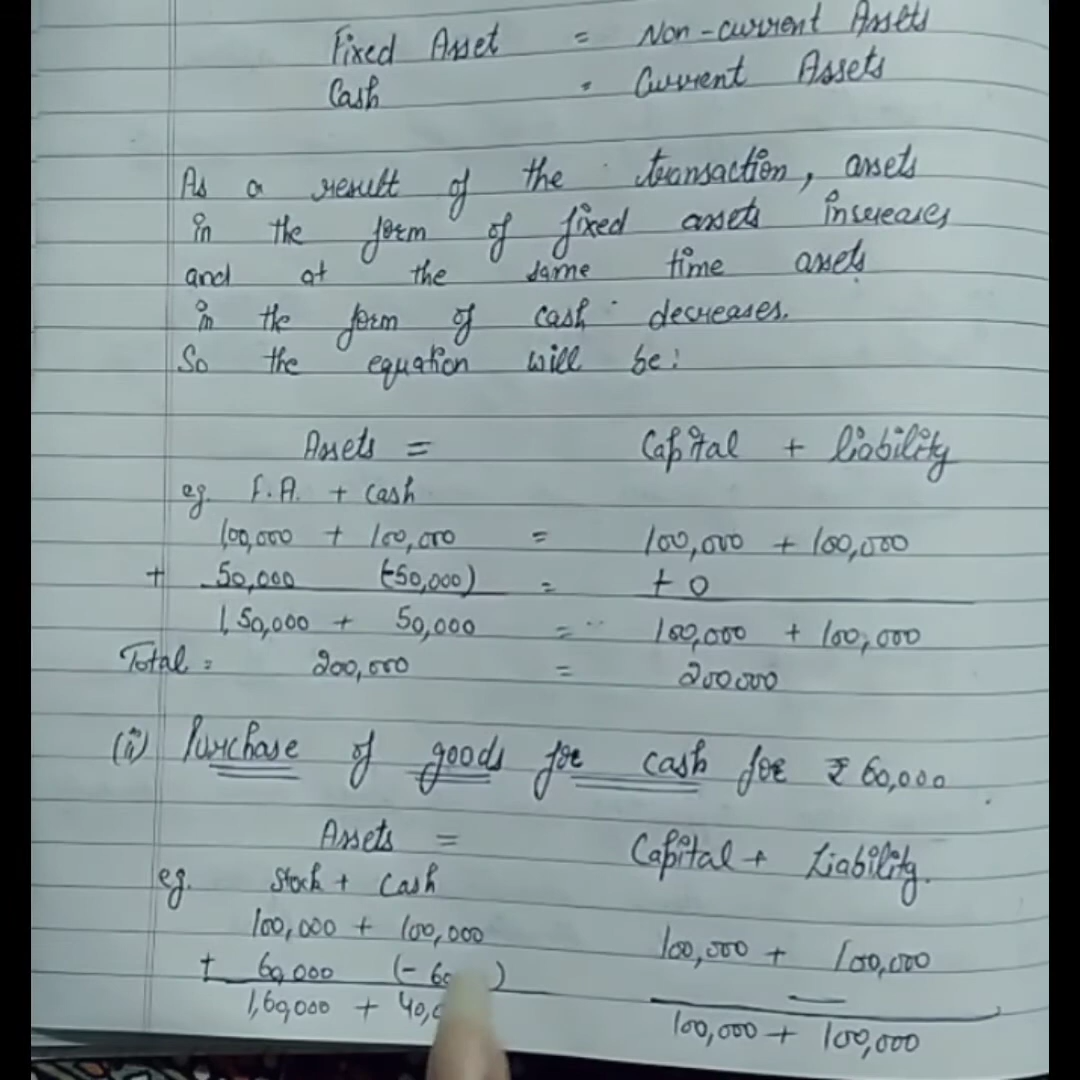 Fixed Asset = Non-current Assets
Cash = Current Assets
As a result of the transaction, assets
in the form of fixed assets increases
and at the same time assets
in the form of cash decreases.
So the equation will be:
Assets = Capital + liability
eg. F.A. + cash
100,000 + 100,000 = 100,000 + 100,000
+ 50,000 (-50,000) = + 0
1,50,000 + 50,000 = 100,000 + 100,000
Total = 200,000 = 200000
(ii) Purchase of goods for cash for ₹ 60,000
Assets = Capital + Liability.
eg. Stock + Cash
100,000 + 100,000 100,000 + 100,000
+ 60,000 (- 60 ) —
1,60,000 + 40,0 100,000 + 100,000